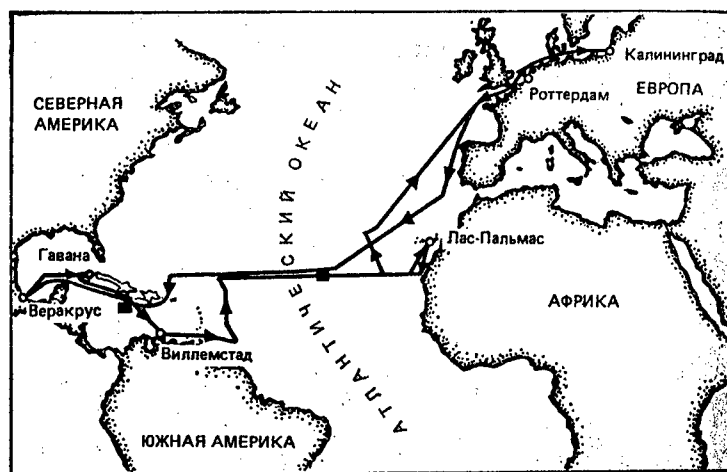 Калининград
ЕВРОПА
Роттердам
СЕВЕРНАЯ
АМЕРИКА
АТЛАНТИЧЕСКИЙ ОКЕАН
Гавана
Лас-Пальмас
Веракрус
АФРИКА
Виллемстад
ЮЖНАЯ АМЕРИКА